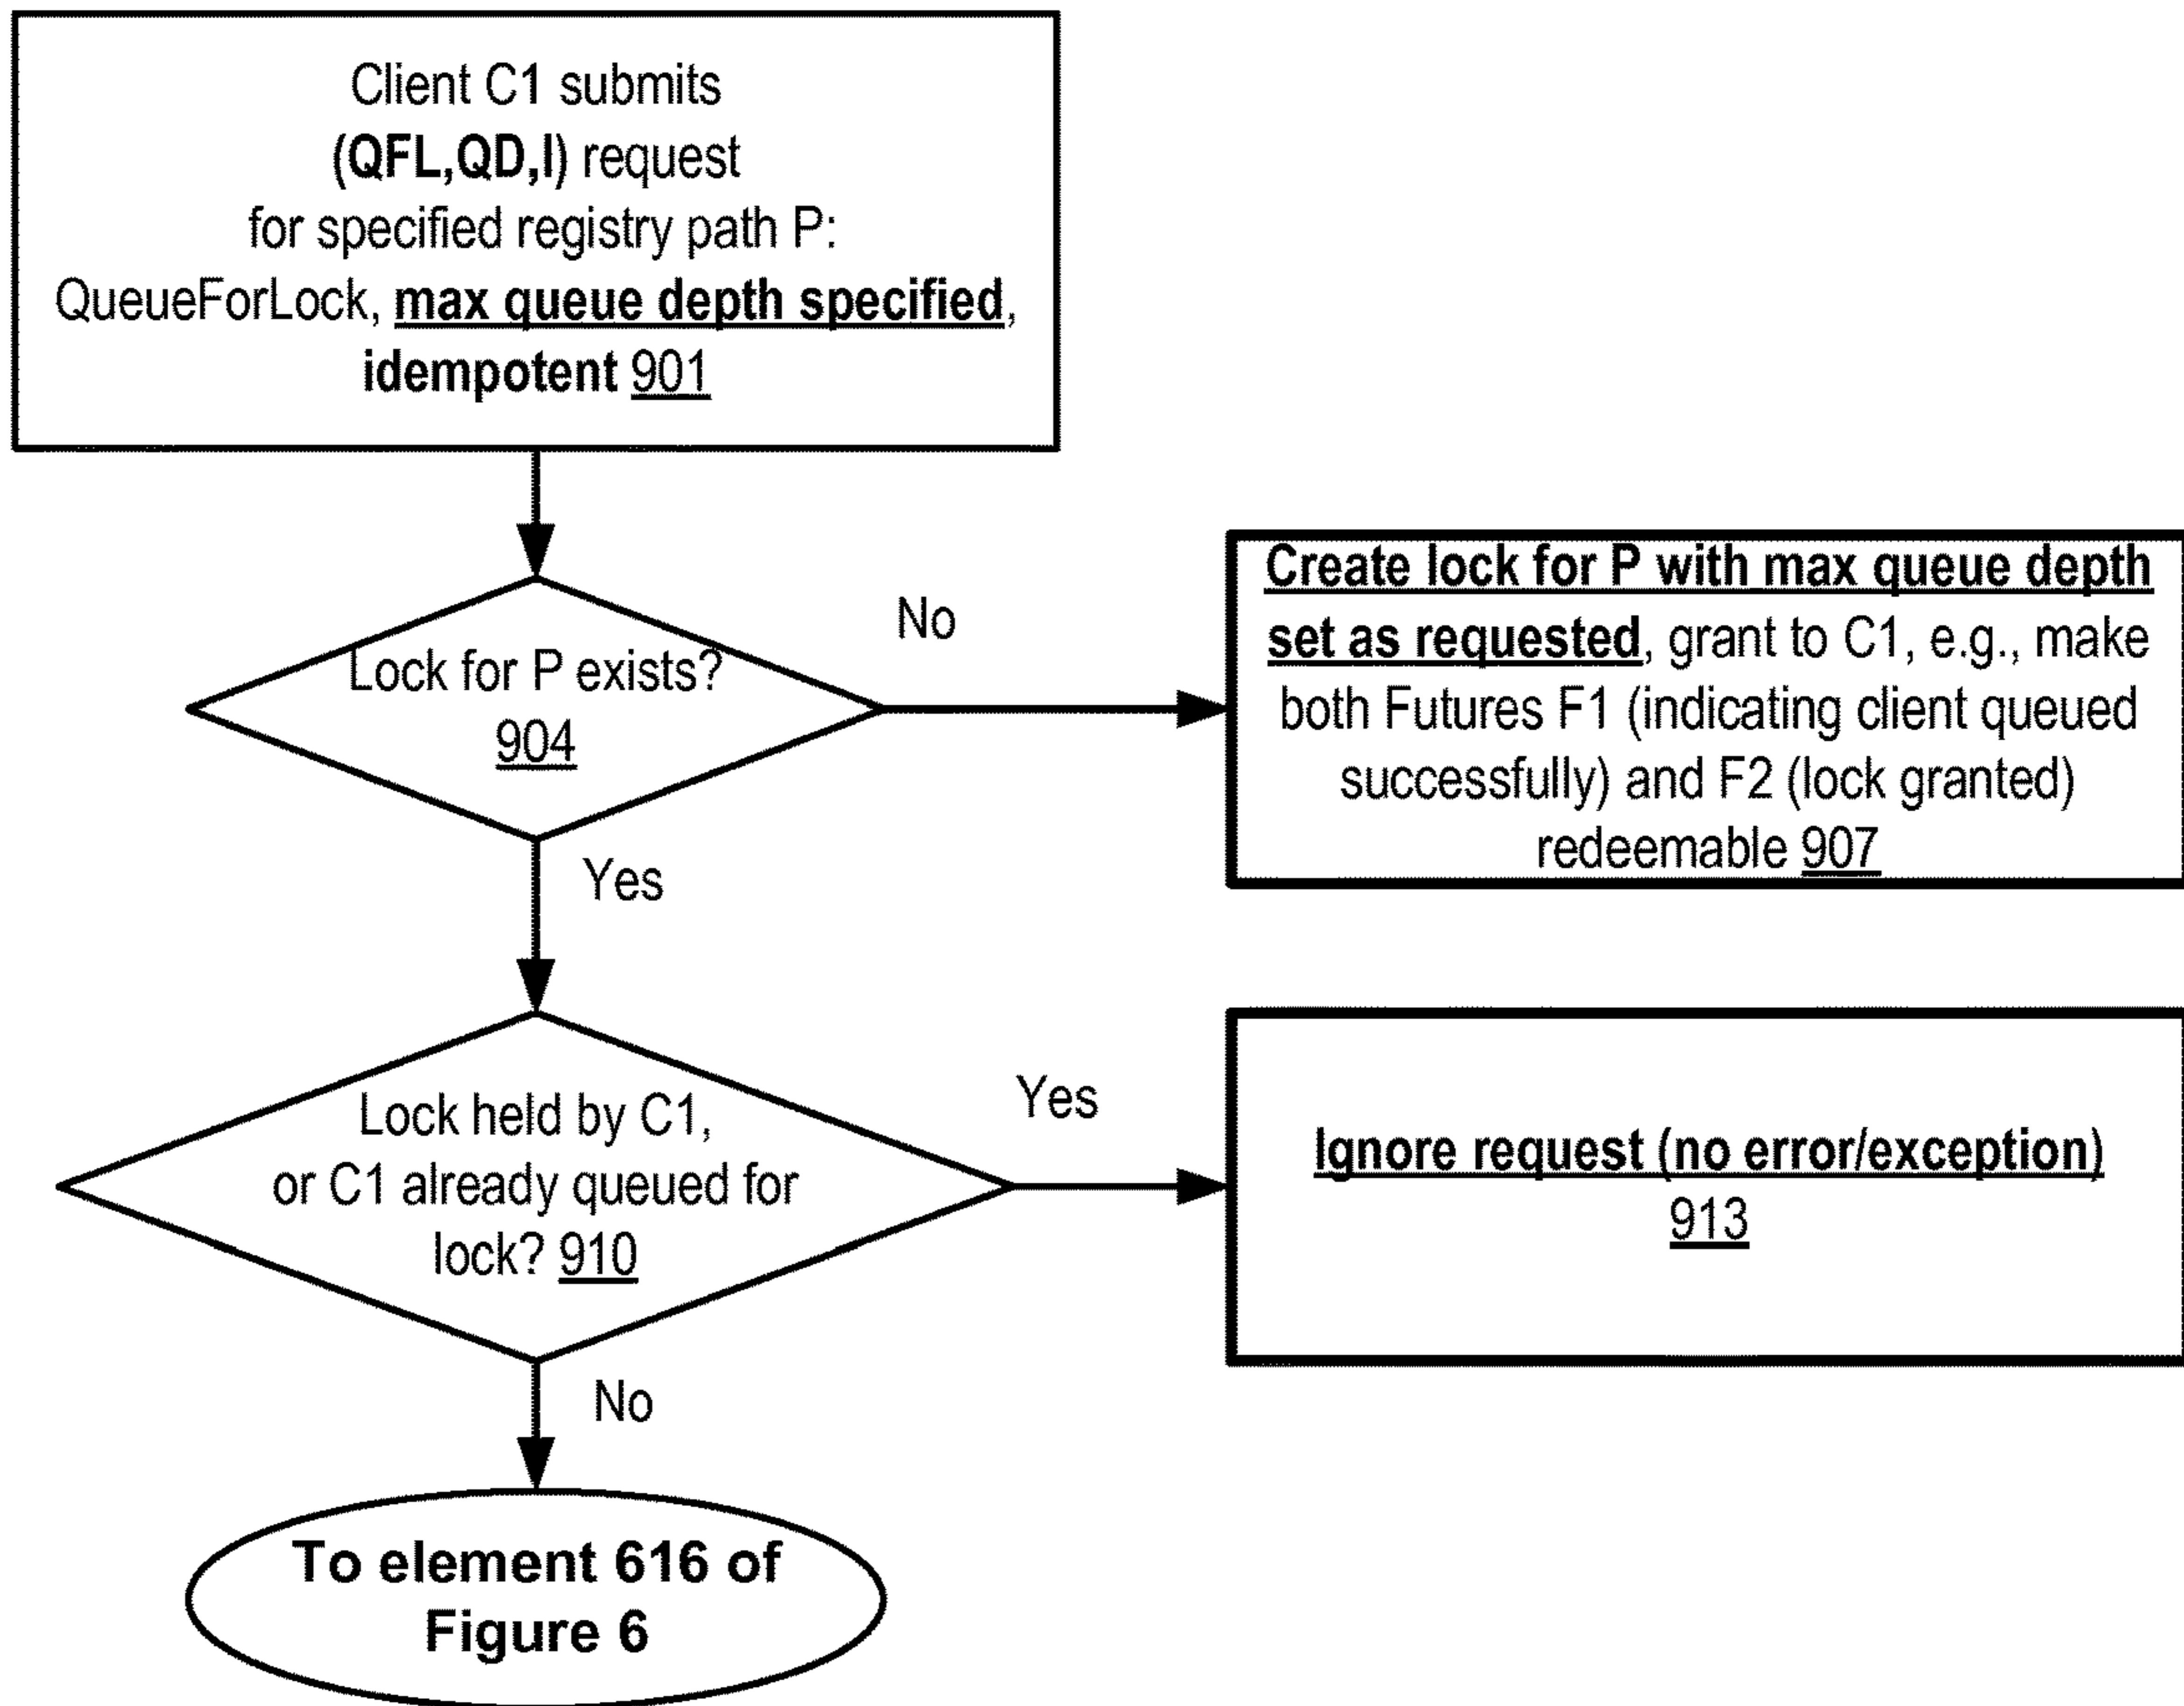 Client C1 submits
(QFL,QD,I) request
for specified registry path P:
QueueForLock, max queue depth specified,
idempotent 901
Lock for P exists?
904
No
Create lock for P with max queue depth
set as requested, grant to C1, e.g., make
both Futures F1 (indicating client queued
successfully) and F2 (lock granted)
redeemable 907
Yes
Lock held by C1,
or C1 already queued for
lock? 910
Yes
Ignore request (no error/exception)
913
No
To element 616 of
Figure 6